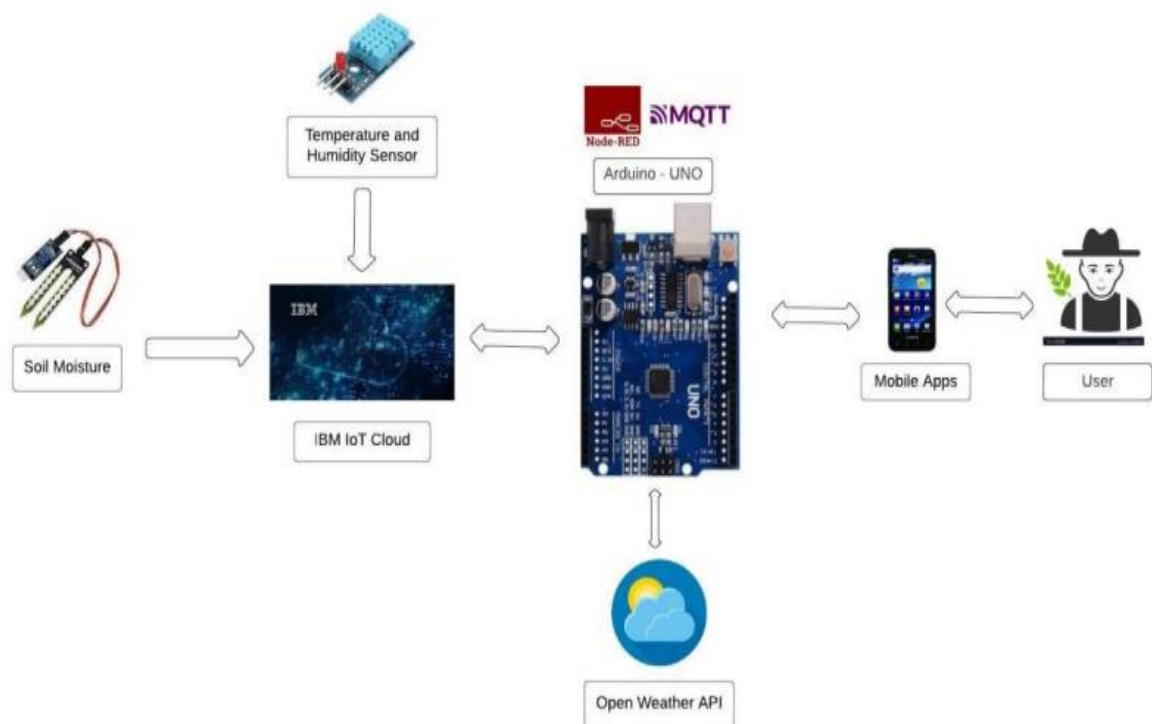 Temperature and
Humidity Sensor
Node-RED
MQTT
Arduino - UNO
IBM
Soil Moisture
IBM IoT Cloud
UNO
Mobile Apps
User
Open Weather API